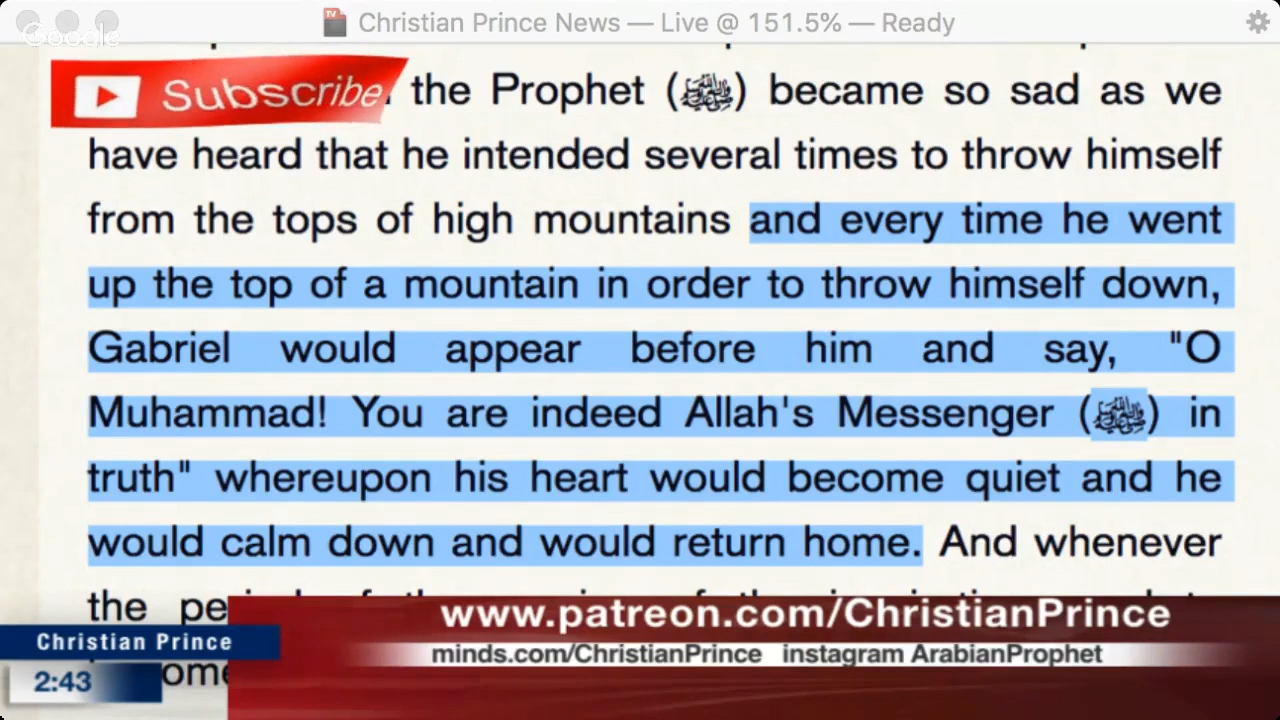 Christian Prince News — Live @ 151.5% — Ready
Google
Subscribe
the Prophet (ﷺ) became so sad as we
have heard that he intended several times to throw himself
from the tops of high mountains and every time he went
up the top of a mountain in order to throw himself down,
Gabriel would appear before him and say, "O
Muhammad! You are indeed Allah's Messenger (ﷺ) in
truth" whereupon his heart would become quiet and he
would calm down and would return home. And whenever
the
www.patreon.com/ChristianPrince
Christian Prince
minds.com/ChristianPrince instagram ArabianProphet
2:43